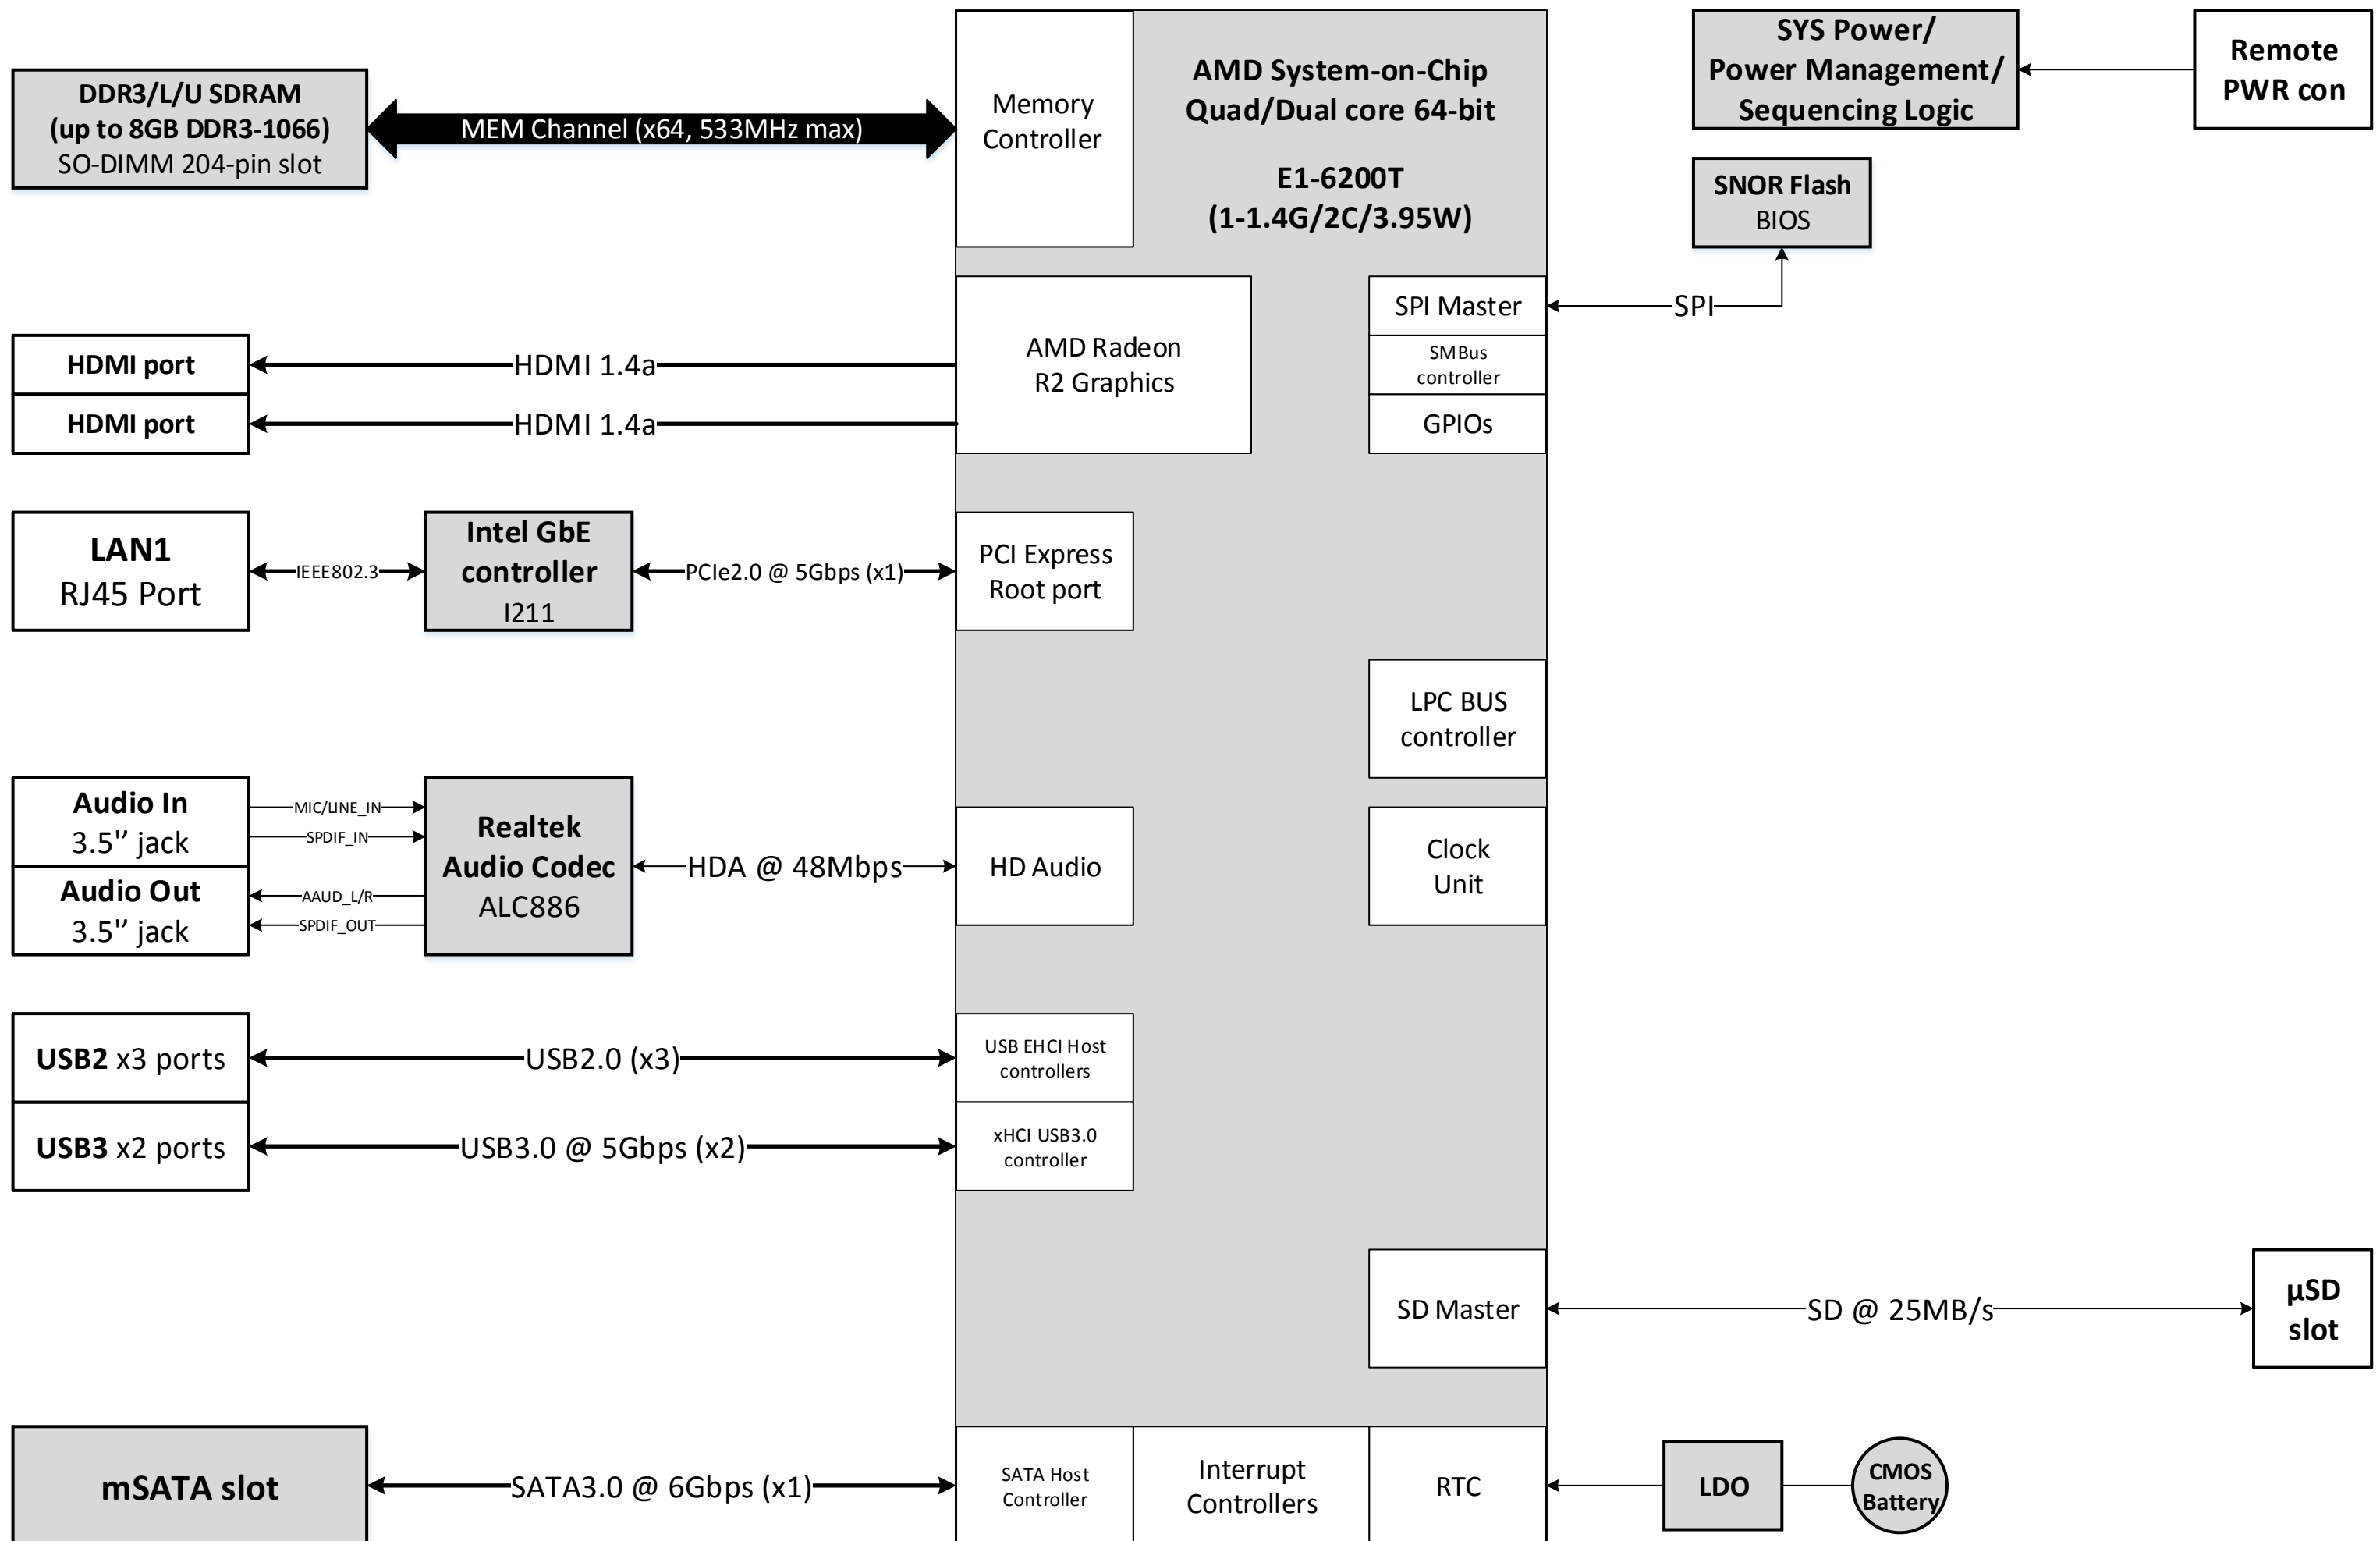 DDR3/L/U SDRAM
(up to 8GB DDR3-1066)
SO-DIMM 204-pin slot
MEM Channel (x64, 533MHz max)
Memory
Controller
AMD System-on-Chip
Quad/Dual core 64-bit
E1-6200T
(1-1.4G/2C/3.95W)
SYS Power/
Power Management/
Sequencing Logic
Remote
PWR con
SNOR Flash
BIOS
SPI Master
SPI
SMBus
controller
GPIOs
HDMI port
HDMI 1.4a
HDMI port
HDMI 1.4a
AMD Radeon
R2 Graphics
LAN1
RJ45 Port
IEEE802.3
Intel GbE
controller
I211
PCIe2.0 @ 5Gbps (x1)
PCI Express
Root port
LPC BUS
controller
Audio In
3.5'' jack
MIC/LINE_IN
SPDIF_IN
Audio Out
3.5'' jack
AAUD_L/R
SPDIF_OUT
Realtek
Audio Codec
ALC886
HDA @ 48Mbps
HD Audio
Clock
Unit
USB2 x3 ports
USB2.0 (x3)
USB EHCI Host
controllers
USB3 x2 ports
USB3.0 @ 5Gbps (x2)
xHCI USB3.0
controller
SD Master
SD @ 25MB/s
µSD
slot
mSATA slot
SATA3.0 @ 6Gbps (x1)
SATA Host
Controller
Interrupt
Controllers
RTC
LDO
CMOS
Battery